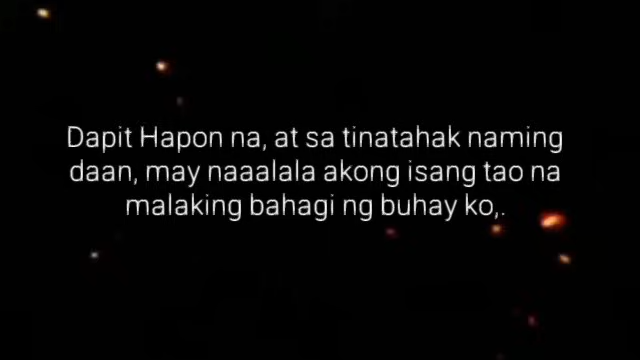 Dapit Hapon na, at sa tinatahak naming
daan, may naaalala akong isang tao na
malaking bahagi ng buhay ko,.